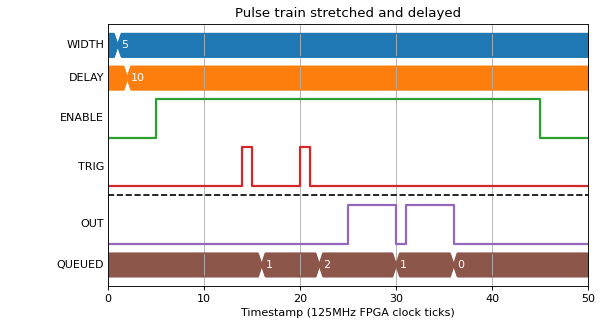 Pulse train stretched and delayed
WIDTH 5
DELAY 10
ENABLE
TRIG
OUT
QUEUED 1 2 1 0
0 10 20 30 40 50
Timestamp (125MHz FPGA clock ticks)